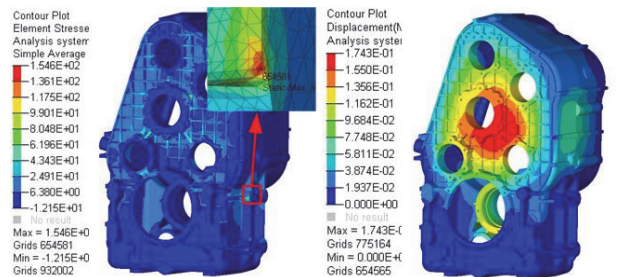 Contour Plot
Element Stresse
Analysis system
Simple Average
1.546E+02
1.361E+02
1.175E+02
9.901E+01
8.048E+01
6.196E+01
4.343E+01
2.491E+01
6.380E+00
-1.215E+01
No result
Max = 1.546E+0
Grids 654581
Min = -1.215E+0
Grids 932002
654581
Static Max
Contour Plot
Displacement(M
Analysis syste
1.743E-01
1.550E-01
1.356E-01
1.162E-01
9.684E-02
7.748E-02
5.811E-02
3.874E-02
1.937E-02
0.000E+00
No result
Max = 1.743E-0
Grids 775164
Min = 0.000E+0
Grids 654565